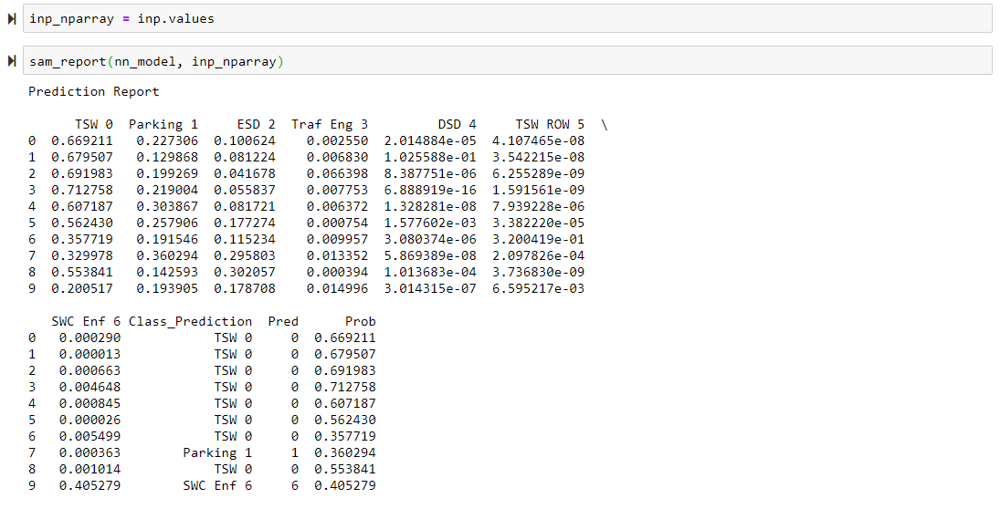 inp_nparray = inp.values
sam_report(nn_model, inp_nparray)
Prediction Report
TSW 0 Parking 1 ESD 2 Traf Eng 3 DSD 4 TSW ROW 5 \
0 0.669211 0.227306 0.100624 0.002550 2.014884e-05 4.107465e-08
1 0.679507 0.129868 0.081224 0.006830 1.025588e-01 3.542215e-08
2 0.691983 0.199269 0.041678 0.066398 8.387751e-06 6.255289e-09
3 0.712758 0.219004 0.055837 0.007753 6.888919e-16 1.591561e-09
4 0.607187 0.303867 0.081721 0.006372 1.328281e-08 7.939228e-06
5 0.562430 0.257906 0.177274 0.000754 1.577602e-03 3.382220e-05
6 0.357719 0.191546 0.115234 0.009957 3.080374e-06 3.200419e-01
7 0.329978 0.360294 0.295803 0.013352 5.869389e-08 2.097826e-04
8 0.553841 0.142593 0.302057 0.000394 1.013683e-04 3.736830e-09
9 0.200517 0.193905 0.178708 0.014996 3.014315e-07 6.595217e-03
SWC Enf 6 Class_Prediction Pred Prob
0 0.000290 TSW 0 0 0.669211
1 0.000013 TSW 0 0 0.679507
2 0.000663 TSW 0 0 0.691983
3 0.004648 TSW 0 0 0.712758
4 0.000845 TSW 0 0 0.607187
5 0.000026 TSW 0 0 0.562430
6 0.005499 TSW 0 0 0.357719
7 0.000363 Parking 1 1 0.360294
8 0.001014 TSW 0 0 0.553841
9 0.405279 SWC Enf 6 6 0.405279